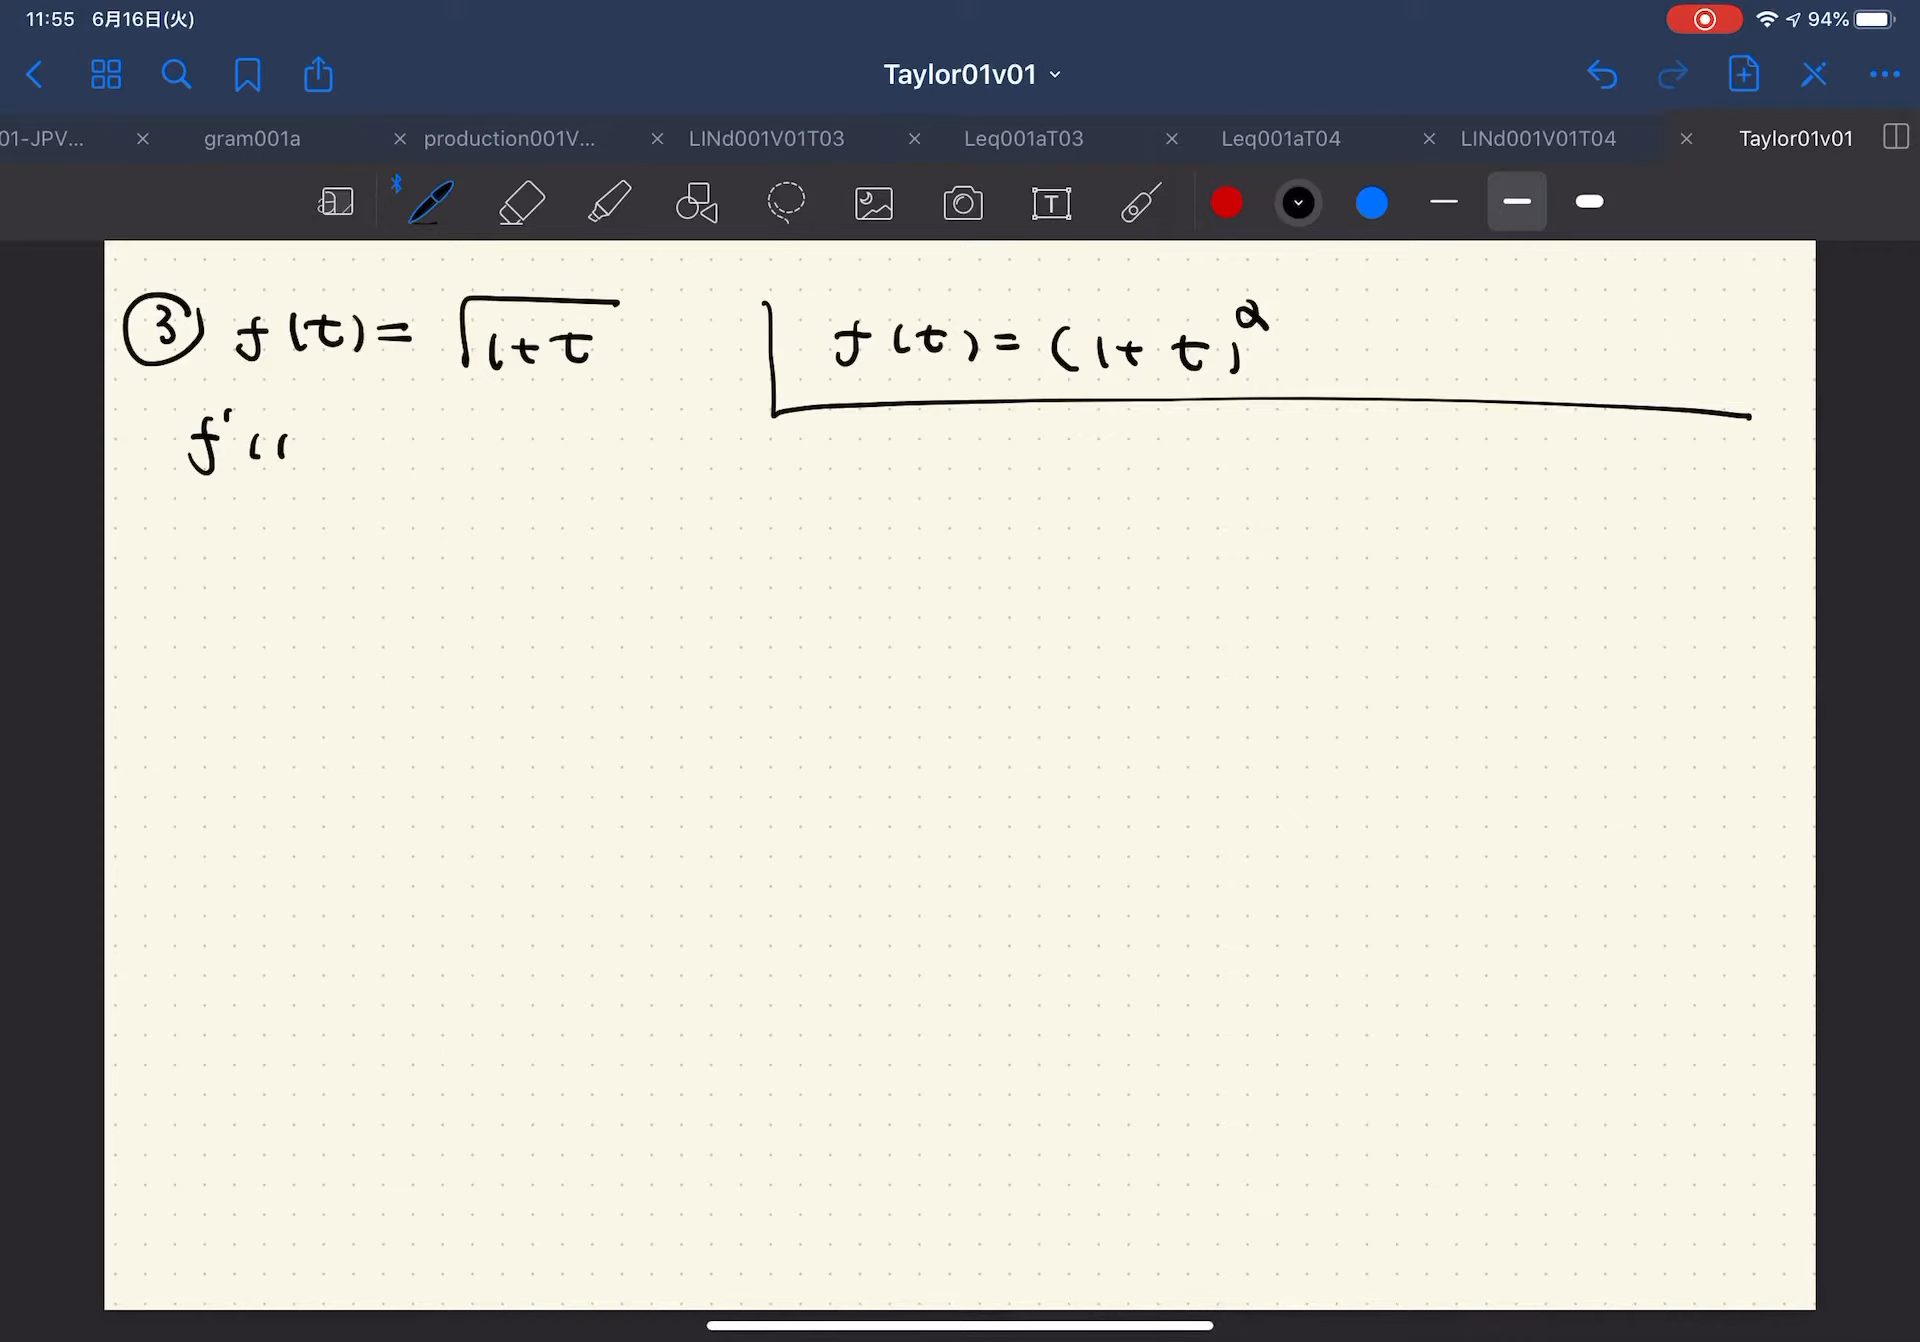 11:55 6月16日(火) 94%
Taylor01v01
01-JPV... gram001a production001V... LINd001V01T03 Leq001aT03 Leq001aT04 LINd001V01T04 Taylor01v01
a T
③ f(t)= √1+t f(t)=(1+t)^α
f'(1